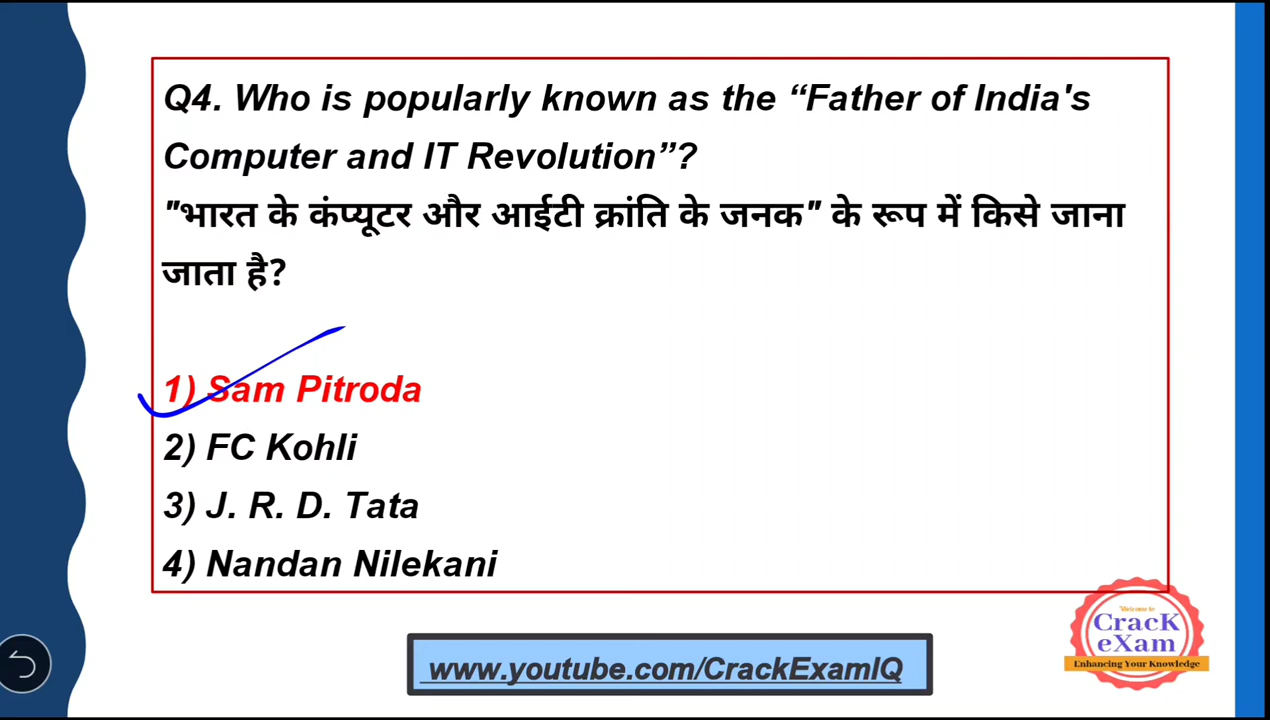 Q4. Who is popularly known as the “Father of India's
Computer and IT Revolution”?
"भारत के कंप्यूटर और आईटी क्रांति के जनक" के रूप में किसे जाना
जाता है?
1) Sam Pitroda
2) FC Kohli
3) J. R. D. Tata
4) Nandan Nilekani
Welcome to
CracK
eXam
Enhancing Your Knowledge
www.youtube.com/CrackExamIQ